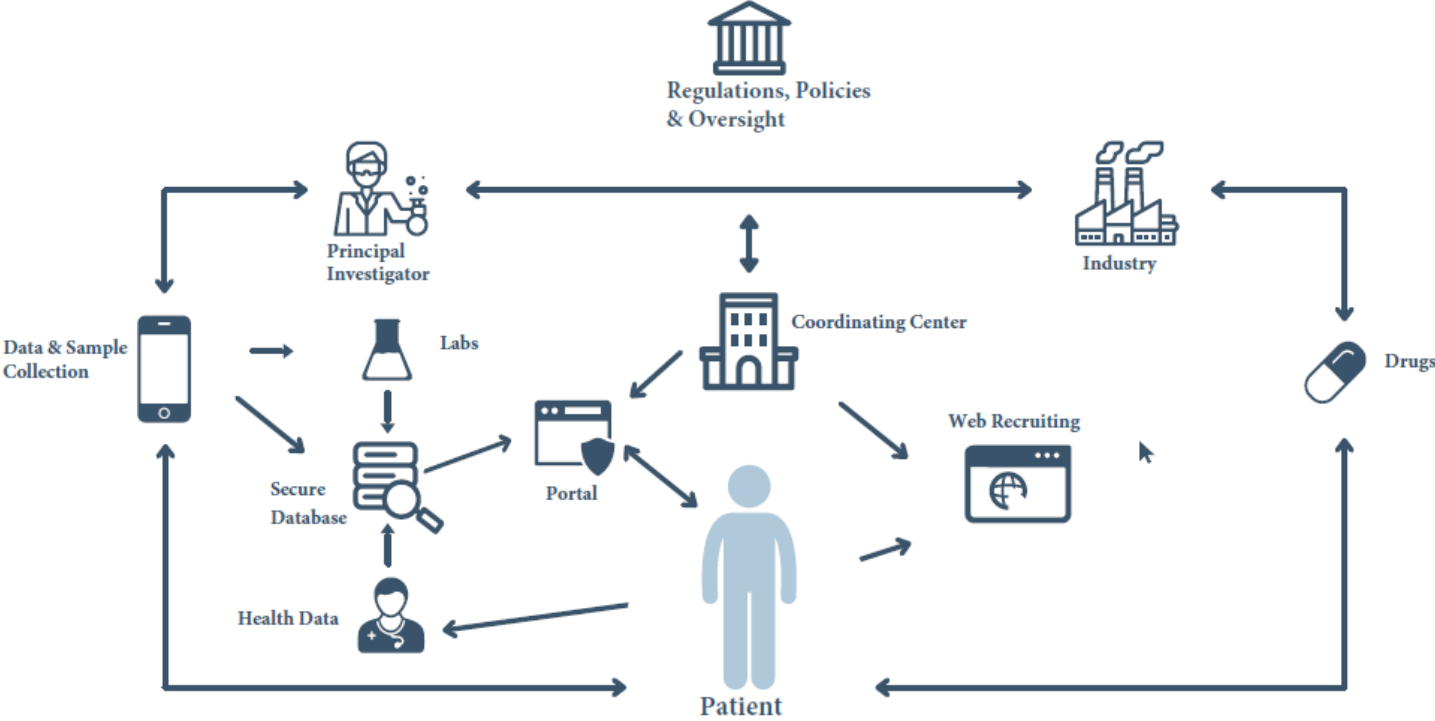 Regulations, Policies
& Oversight
Principal
Investigator
Industry
Data & Sample
Collection
Labs
Coordinating Center
Drugs
Web Recruiting
Secure
Database
Portal
Health Data
Patient